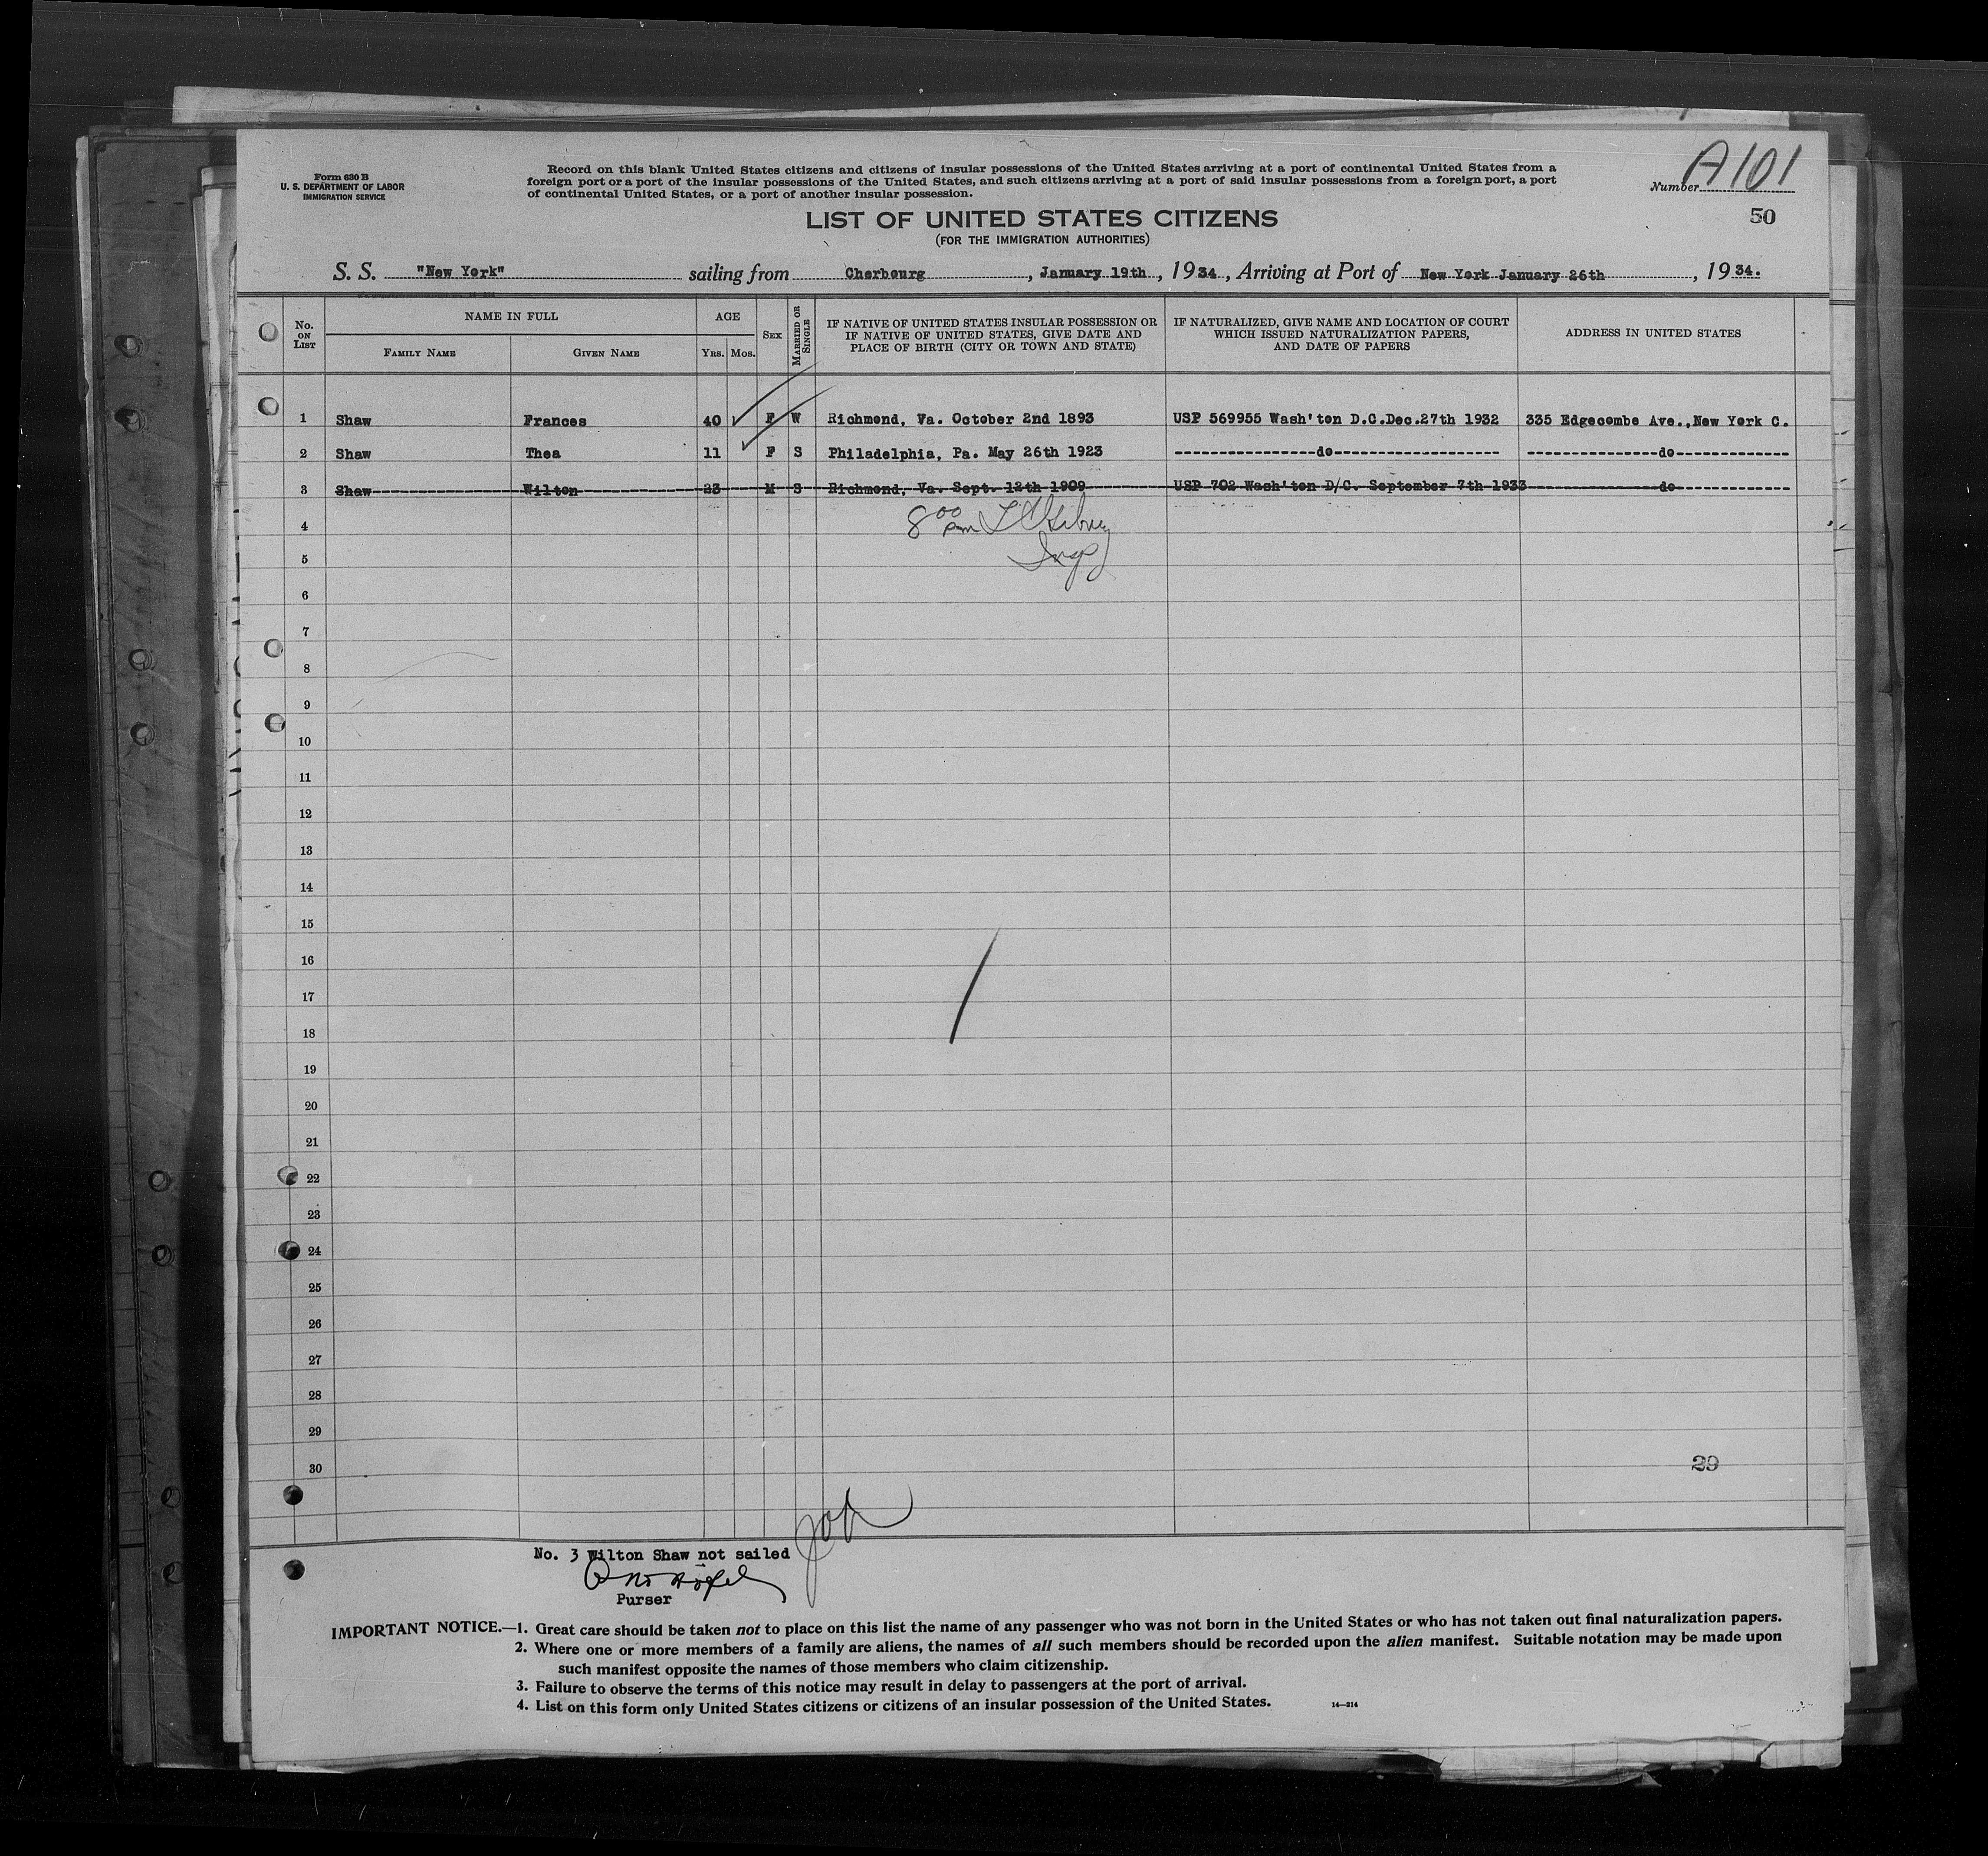 Form 630 B
U. S. DEPARTMENT OF LABOR
IMMIGRATION SERVICE
Record on this blank United States citizens and citizens of insular possessions of the United States arriving at a port of continental United States from a
foreign port or a port of the insular possessions of the United States, and such citizens arriving at a port of said insular possessions from a foreign port, a port
of continental United States, or a port of another insular possession.
Number A101
50
LIST OF UNITED STATES CITIZENS
(FOR THE IMMIGRATION AUTHORITIES)
S. S. "New York" sailing from Cherbourg, January 19th, 1934, Arriving at Port of New York January 26th, 1934.
No. ON LIST
NAME IN FULL
FAMILY NAME
GIVEN NAME
AGE
YRS. MOS.
SEX
MARRIED OR SINGLE
IF NATIVE OF UNITED STATES INSULAR POSSESSION OR
IF NATIVE OF UNITED STATES, GIVE DATE AND
PLACE OF BIRTH (CITY OR TOWN AND STATE)
IF NATURALIZED, GIVE NAME AND LOCATION OF COURT
WHICH ISSUED NATURALIZATION PAPERS,
AND DATE OF PAPERS
ADDRESS IN UNITED STATES
1 Shaw Frances 40 F W Richmond, Va. October 2nd 1893 USP 569955 Wash'ton D.C.Dec.27th 1932 335 Edgecombe Ave.,New York C.
2 Shaw Thea 11 F S Philadelphia, Pa. May 26th 1923 ----------------do------------------- ---------------do-------------
3 Shaw Wilton 23 M S Richmond, Va. Sept. 12th 1909 USP 702 Wash'ton D/C. September 7th 1933 do
4
8 00 pm
5
Insp
6
7
8
9
10
11
12
13
14
15
16
17
18
19
20
21
22
23
24
25
26
27
28
29
30
29
No. 3 Wilton Shaw not sailed
Purser
IMPORTANT NOTICE.—1. Great care should be taken not to place on this list the name of any passenger who was not born in the United States or who has not taken out final naturalization papers.
2. Where one or more members of a family are aliens, the names of all such members should be recorded upon the alien manifest. Suitable notation may be made upon
such manifest opposite the names of those members who claim citizenship.
3. Failure to observe the terms of this notice may result in delay to passengers at the port of arrival.
4. List on this form only United States citizens or citizens of an insular possession of the United States.
14—214